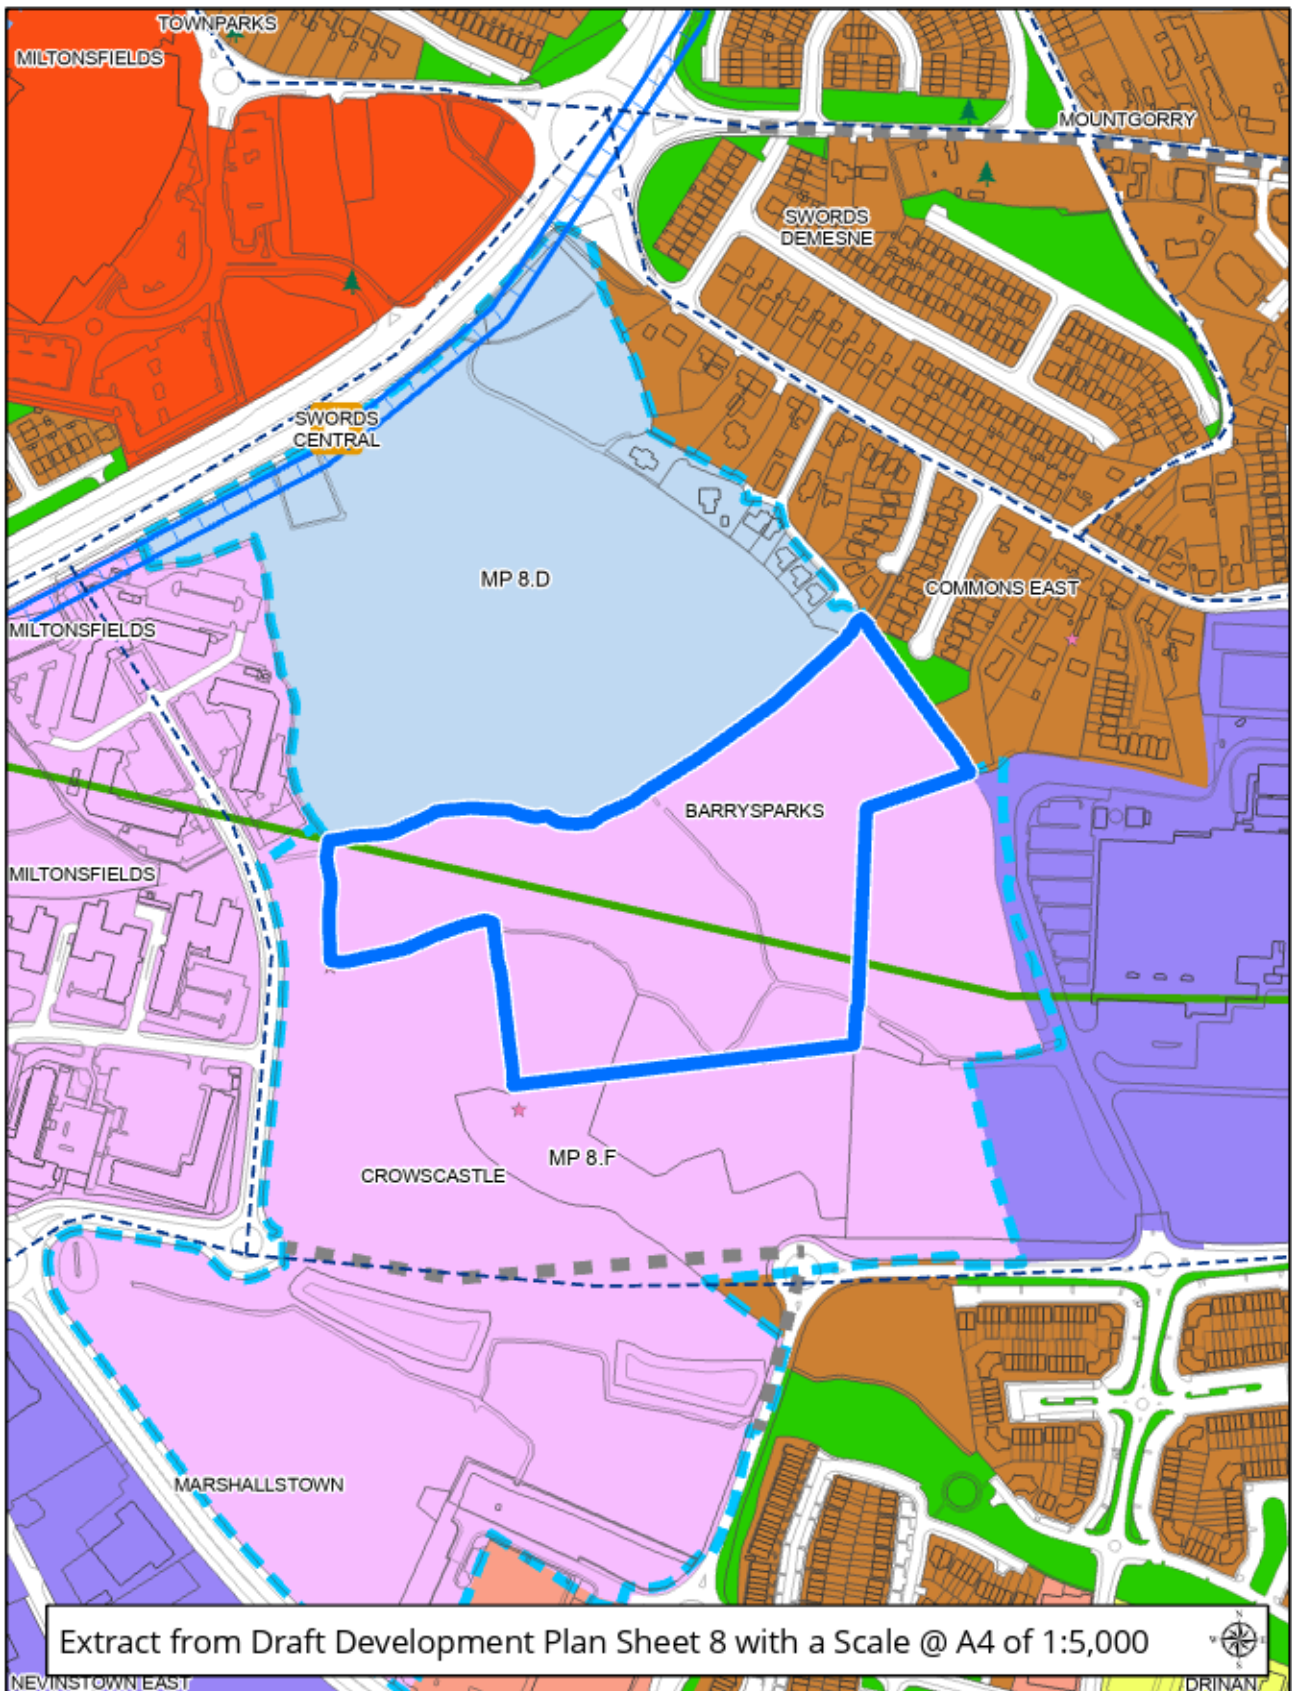 TOWNPARKS
MILTONSFIELDS
MOUNTGORRY
SWORDS
DEMESNE
SWORDS
CENTRAL
MP 8.D
COMMONS EAST
MILTONSFIELDS
BARRYSPARKS
MILTONSFIELDS
MP 8.F
CROWSCASTLE
MARSHALLSTOWN
Extract from Draft Development Plan Sheet 8 with a Scale @ A4 of 1:5,000
N
W
E
S
NEVINSTOWN EAST
DRINAN